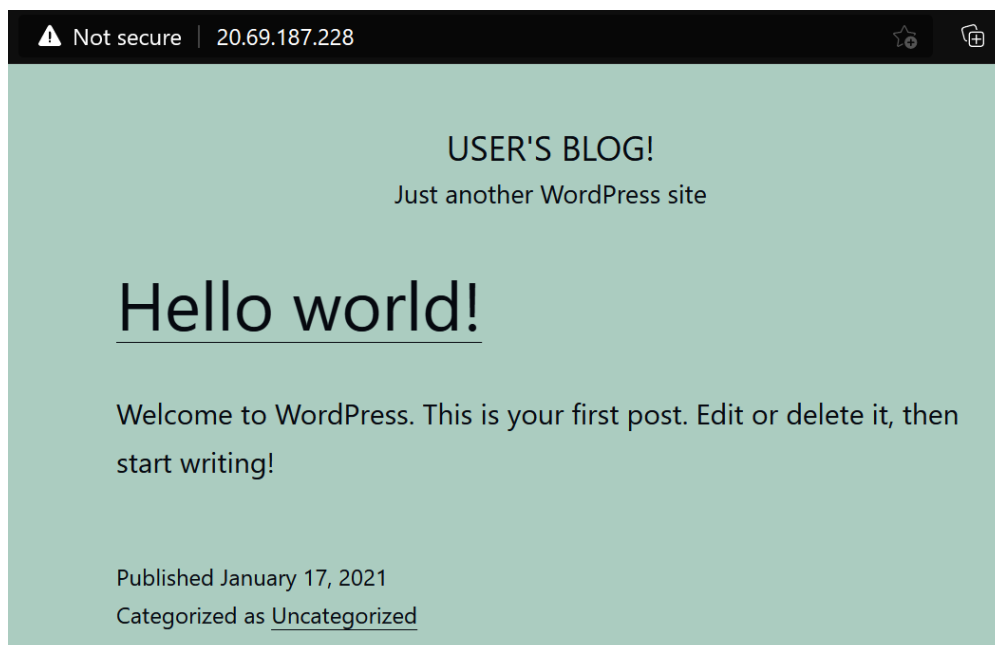 Not secure 20.69.187.228
USER'S BLOG!
Just another WordPress site
Hello world!
Welcome to WordPress. This is your first post. Edit or delete it, then
start writing!
Published January 17, 2021
Categorized as Uncategorized